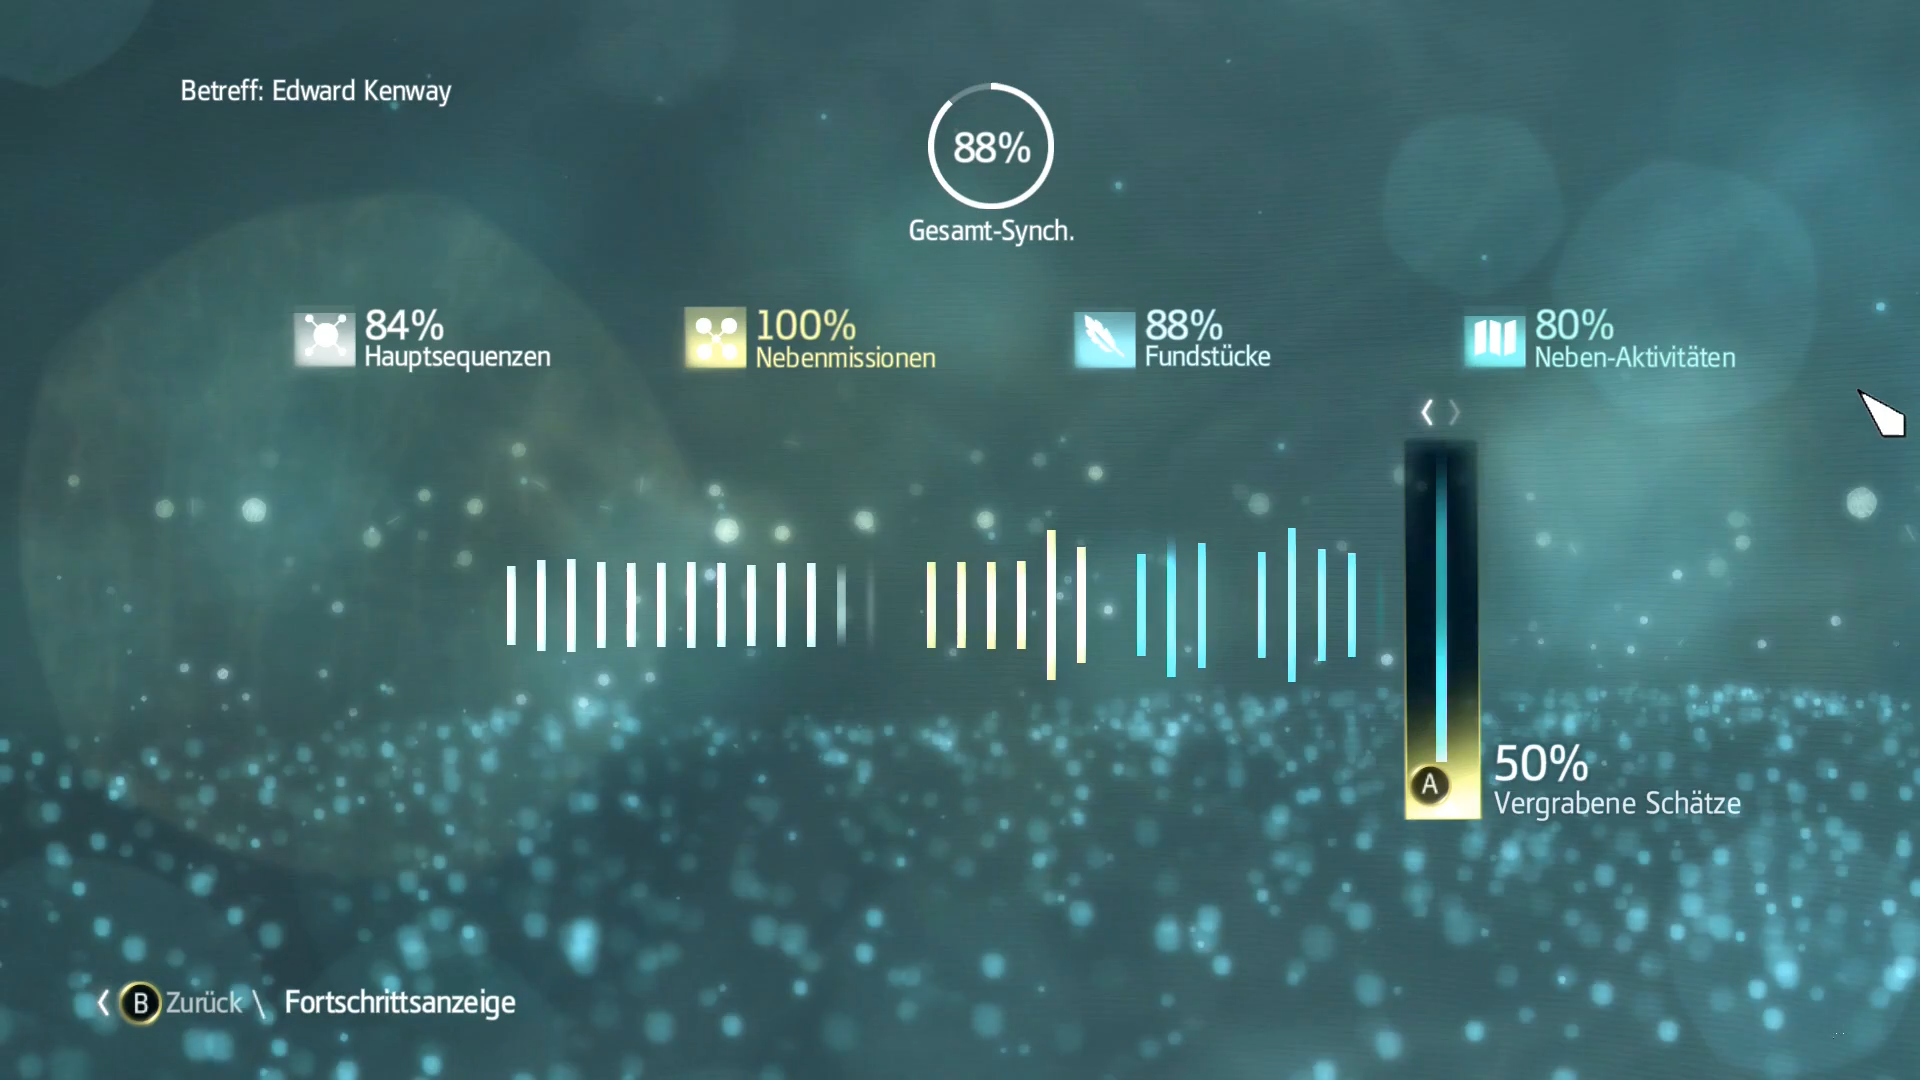 Betreff: Edward Kenway
88%
Gesamt-Synch.
84%
Hauptsequenzen
100%
Nebenmissionen
88%
Fundstücke
80%
Neben-Aktivitäten
A
50%
Vergrabene Schätze
B Zurück \ Fortschrittsanzeige